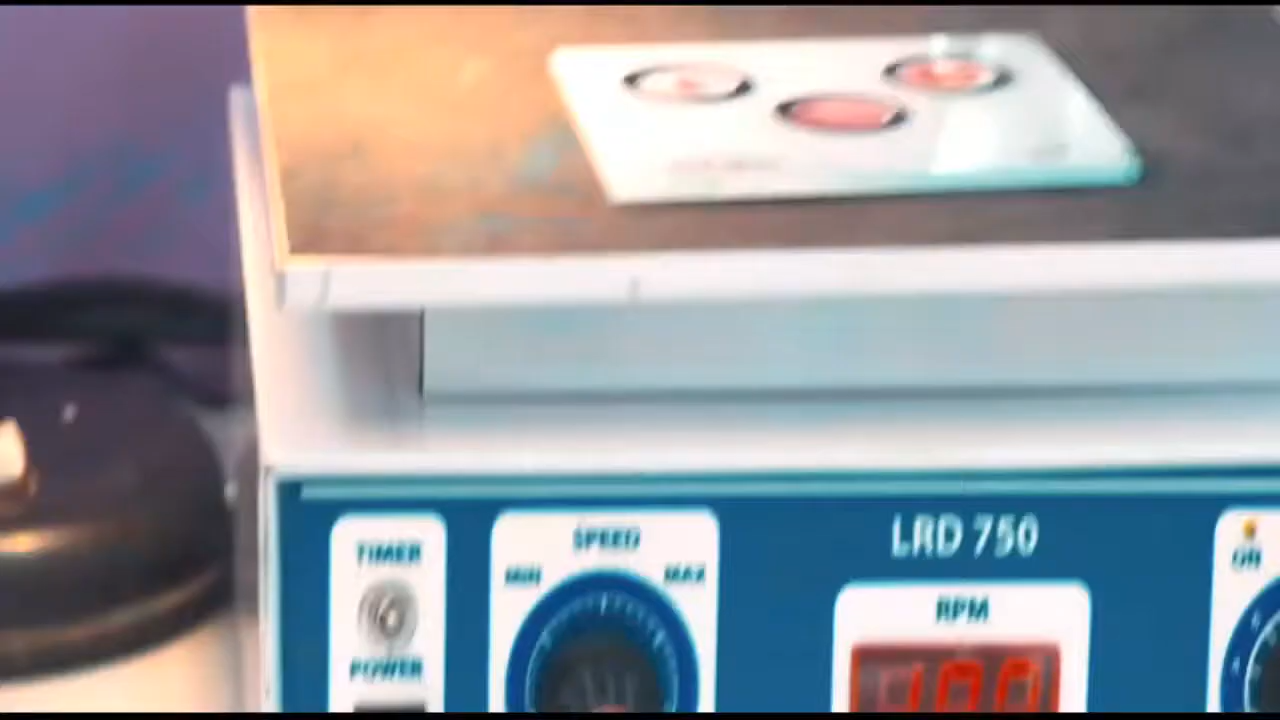 LRD 750
SPEED
TIMER
MIN MAX
ON
RPM
POWER